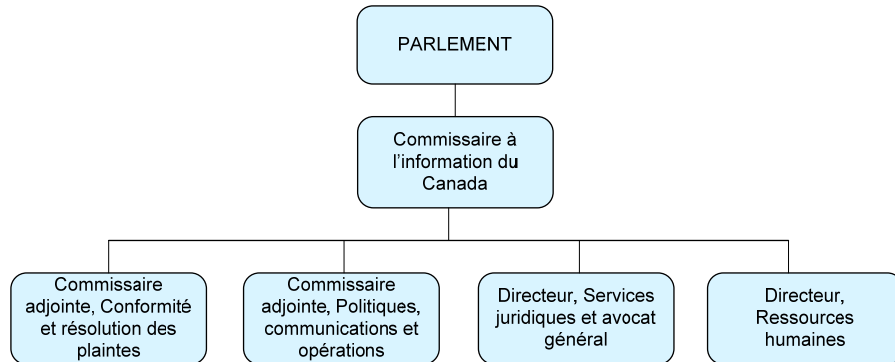 PARLEMENT
Commissaire à
l'information du
Canada
Commissaire
adjointe, Conformité
et résolution des
plaintes
Commissaire
adjointe, Politiques,
communications et
opérations
Directeur, Services
juridiques et avocat
général
Directeur,
Ressources
humaines